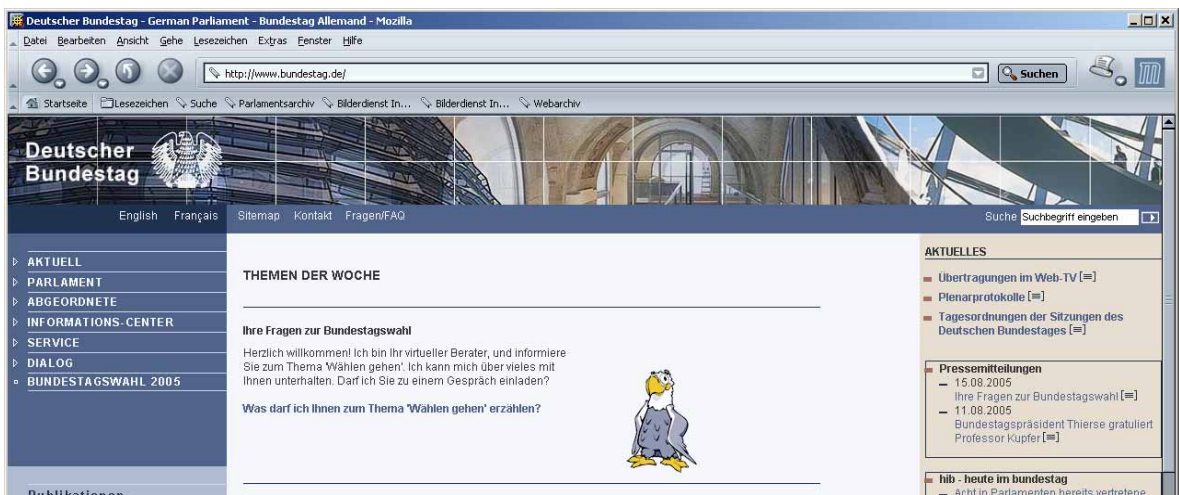 Deutscher Bundestag - German Parliament - Bundestag Allemand - Mozilla
Datei Bearbeiten Ansicht Gehe Lesezeichen Extras Fenster Hilfe
http://www.bundestag.de/
Suchen
Startseite Lesezeichen Suche Parlamentsarchiv Bilderdienst In... Bilderdienst In... Webarchiv
Deutscher
Bundestag
English Français Sitemap Kontakt Fragen/FAQ
Suche Suchbegriff eingeben
AKTUELL
PARLAMENT
ABGEORDNETE
INFORMATIONS-CENTER
SERVICE
DIALOG
BUNDESTAGSWAHL 2005
Publikationen
THEMEN DER WOCHE
Ihre Fragen zur Bundestagswahl
Herzlich willkommen! Ich bin Ihr virtueller Berater, und informiere
Sie zum Thema 'Wählen gehen'. Ich kann mich über vieles mit
Ihnen unterhalten. Darf ich Sie zu einem Gespräch einladen?
Was darf ich Ihnen zum Thema 'Wählen gehen' erzählen?
AKTUELLES
Übertragungen im Web-TV
Plenarprotokolle
Tagesordnungen der Sitzungen des
Deutschen Bundestages
Pressemitteilungen
15.08.2005
Ihre Fragen zur Bundestagswahl
11.08.2005
Bundestagspräsident Thierse gratuliert
Professor Kupfer
hib - heute im bundestag
Acht in Parlamenten bereits vertretene